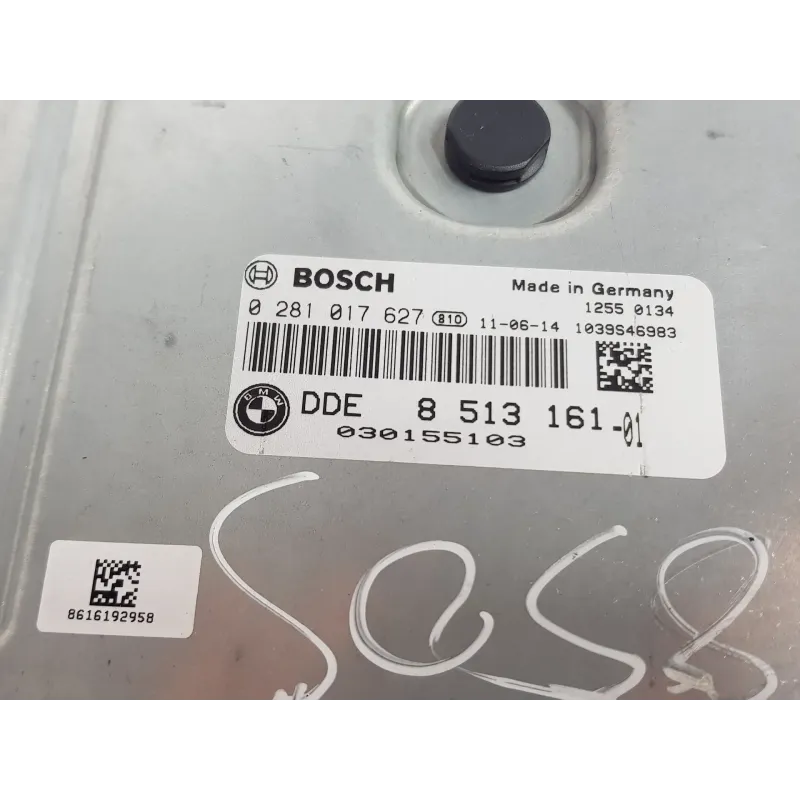 BOSCH
Made in Germany
0 281 017 627 810 11-06-14
1255 0134
1039S46983
BMW
DDE 8 513 161-01
030155103
8616192958